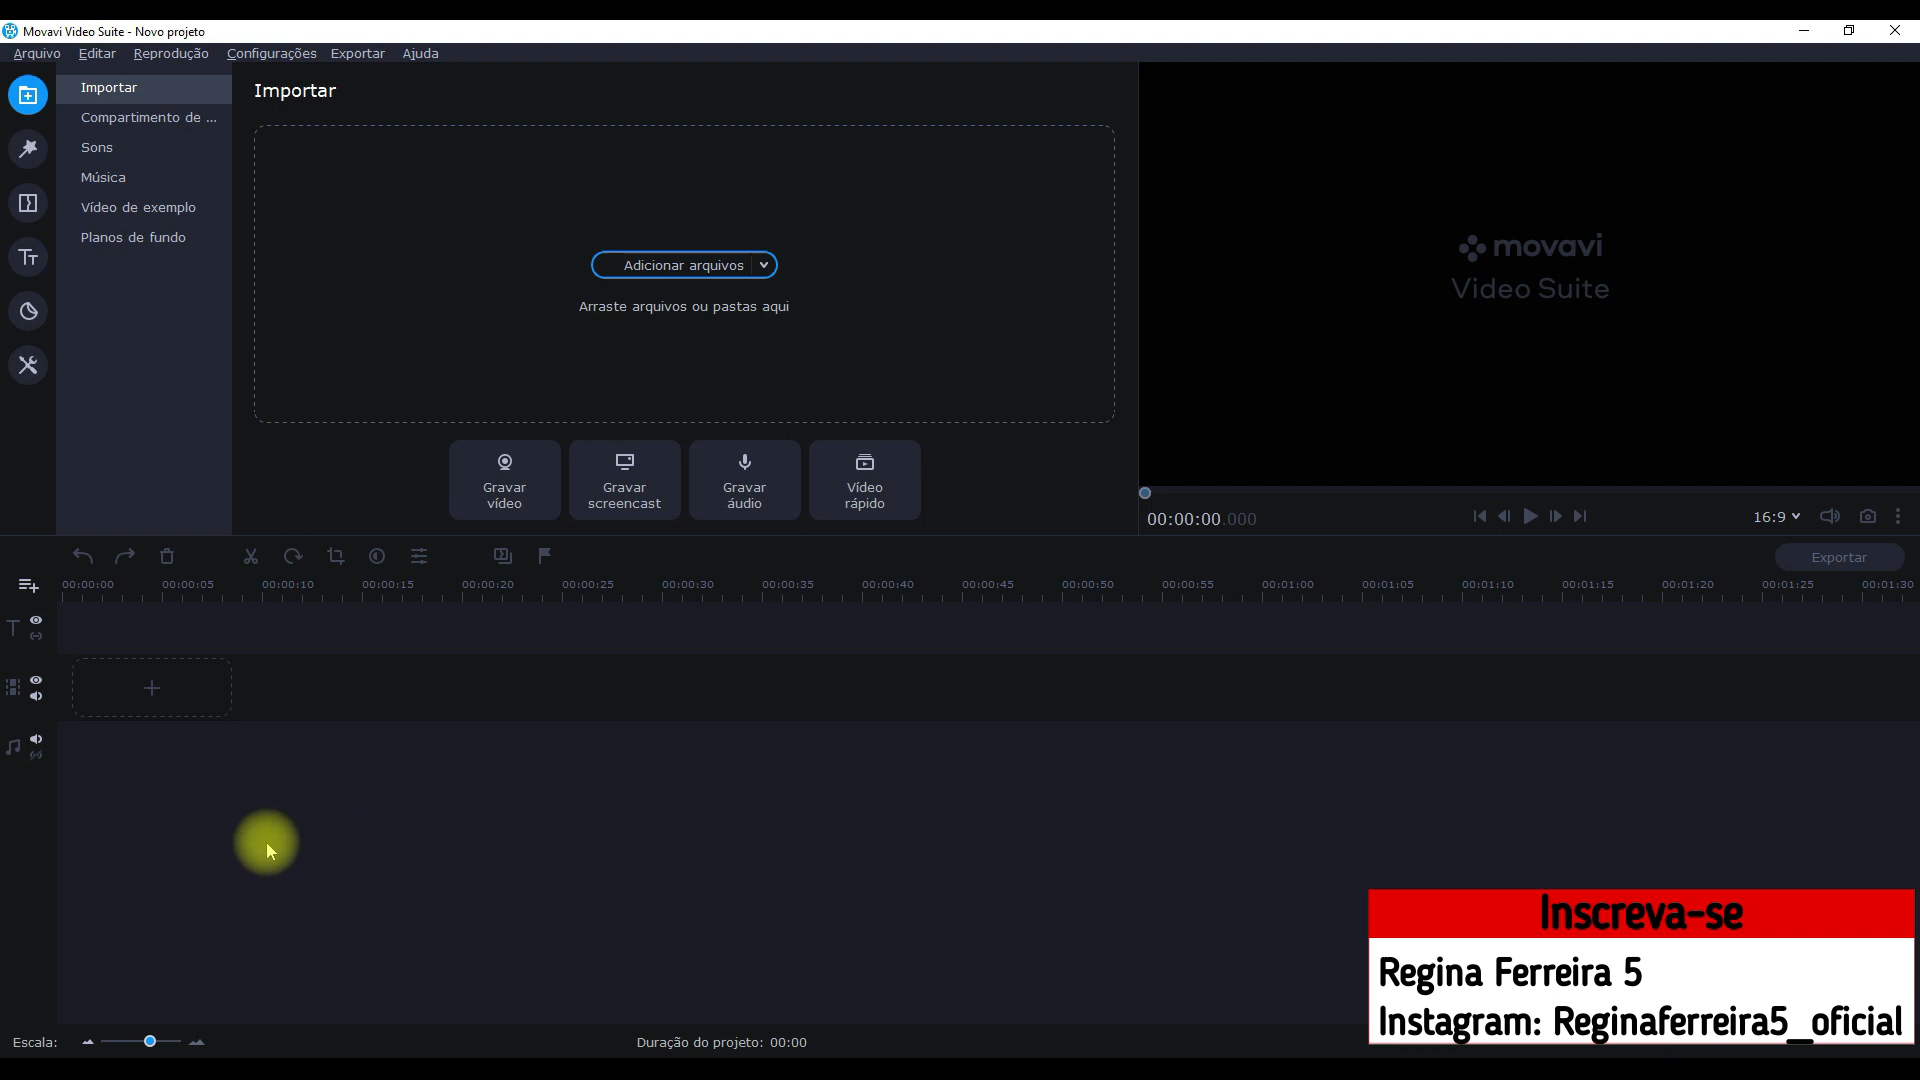 Movavi Video Suite - Novo projeto
Arquivo Editar Reprodução Configurações Exportar Ajuda
Importar
Compartimento de ...
Sons
Música
Vídeo de exemplo
Planos de fundo
Importar
Adicionar arquivos
Arraste arquivos ou pastas aqui
Gravar
vídeo
Gravar
screencast
Gravar
áudio
Vídeo
rápido
movavi
Video Suite
00:00:00.000
16:9
Exportar
00:00:00 00:00:05 00:00:10 00:00:15 00:00:20 00:00:25 00:00:30 00:00:35 00:00:40 00:00:45 00:00:50 00:00:55 00:01:00 00:01:05 00:01:10 00:01:15 00:01:20 00:01:25 00:01:30
Inscreva-se
Regina Ferreira 5
Instagram: Reginaferreira5_oficial
Escala:
Duração do projeto: 00:00